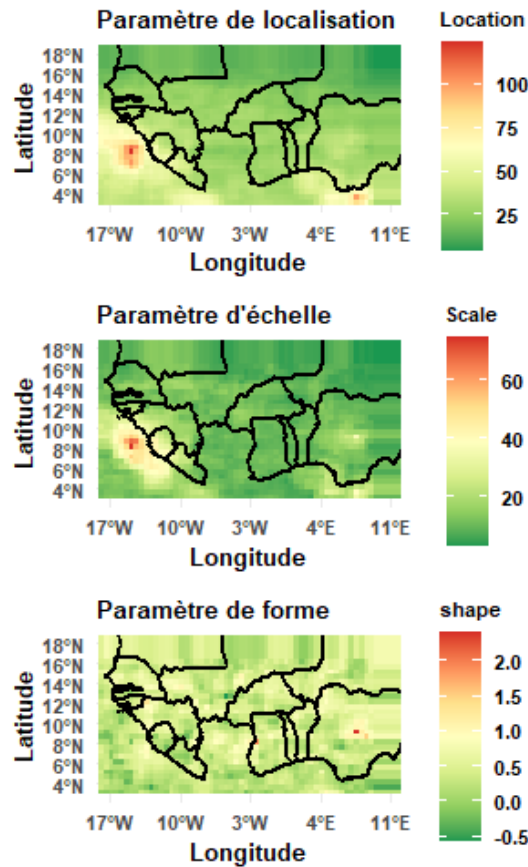 Paramètre de localisation
Location
Latitude
18°N
16°N
14°N
12°N
10°N
8°N
6°N
4°N
100
75
50
25
17°W 10°W 3°W 4°E 11°E
Longitude
Paramètre d'échelle
Scale
Latitude
18°N
16°N
14°N
12°N
10°N
8°N
6°N
4°N
60
40
20
17°W 10°W 3°W 4°E 11°E
Longitude
Paramètre de forme
shape
Latitude
18°N
16°N
14°N
12°N
10°N
8°N
6°N
4°N
2.0
1.5
1.0
0.5
0.0
-0.5
17°W 10°W 3°W 4°E 11°E
Longitude